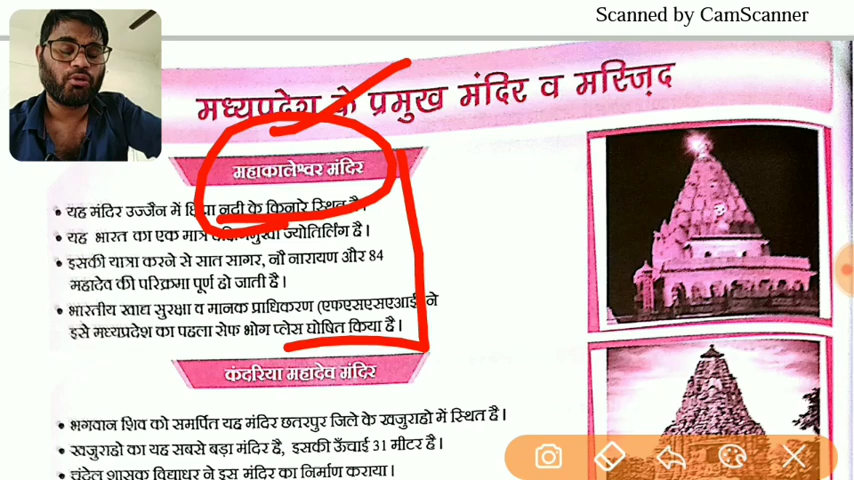 Scanned by CamScanner
मध्यप्रदेश के प्रमुख मंदिर व मस्ज़िद
महाकालेश्वर मंदिर
• यह मंदिर उज्जैन में क्षिप्रा नदी के किनारे स्थित है।
• यह भारत का एक मात्र दक्षिणमुखी ज्योतिर्लिंग है।
• इसकी यात्रा करने से सात सागर, नौ नारायण और 84
महादेव की परिक्रमा पूर्ण हो जाती है।
• भारतीय खाद्य सुरक्षा व मानक प्राधिकरण (एफएसएसएआई) ने
इसे मध्यप्रदेश का पहला सेफ भोग प्लेस घोषित किया है।
कंदरिया महादेव मंदिर
• भगवान शिव को समर्पित यह मंदिर छतरपुर जिले के खजुराहो में स्थित है।
• खजुराहो का यह सबसे बड़ा मंदिर है, इसकी ऊँचाई 31 मीटर है।
• चंदेल शासक विद्याधर ने इस मंदिर का निर्माण कराया।